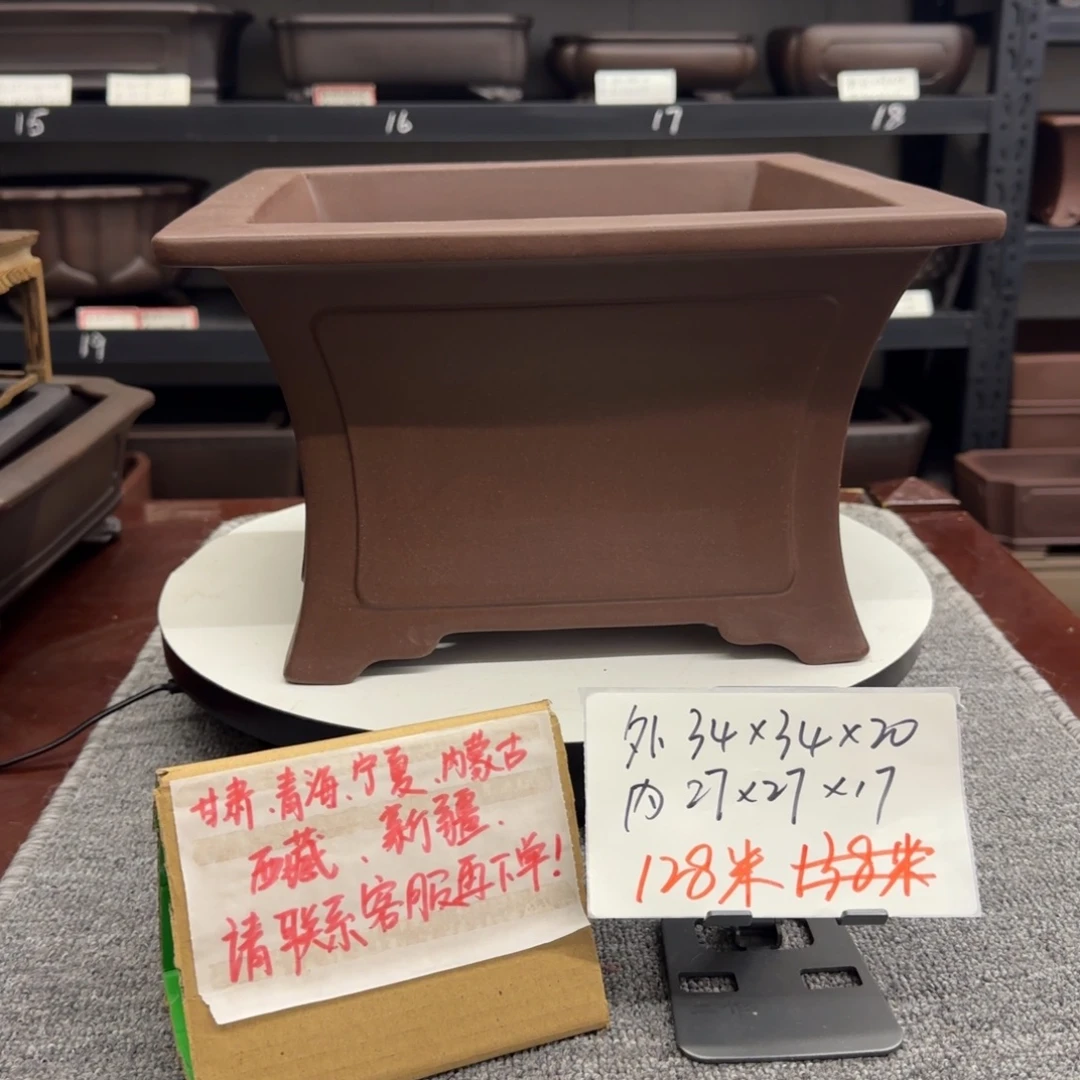 15
16
17
18
19
甘肃、青海、宁夏、内蒙古
西藏、新疆.
请联系客服再下单!
外 34×34×20
内 27×27×17
128米 138米